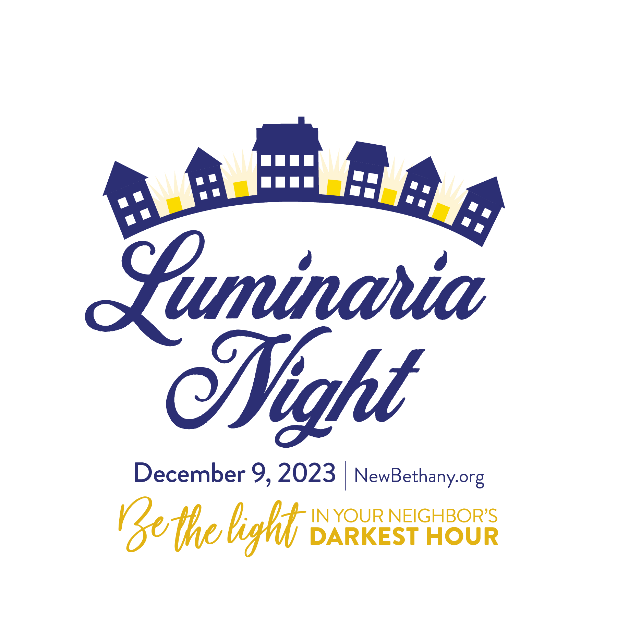 Luminaria
Night
December 9, 2023 | NewBethany.org
Be the light IN YOUR NEIGHBOR'S
DARKEST HOUR